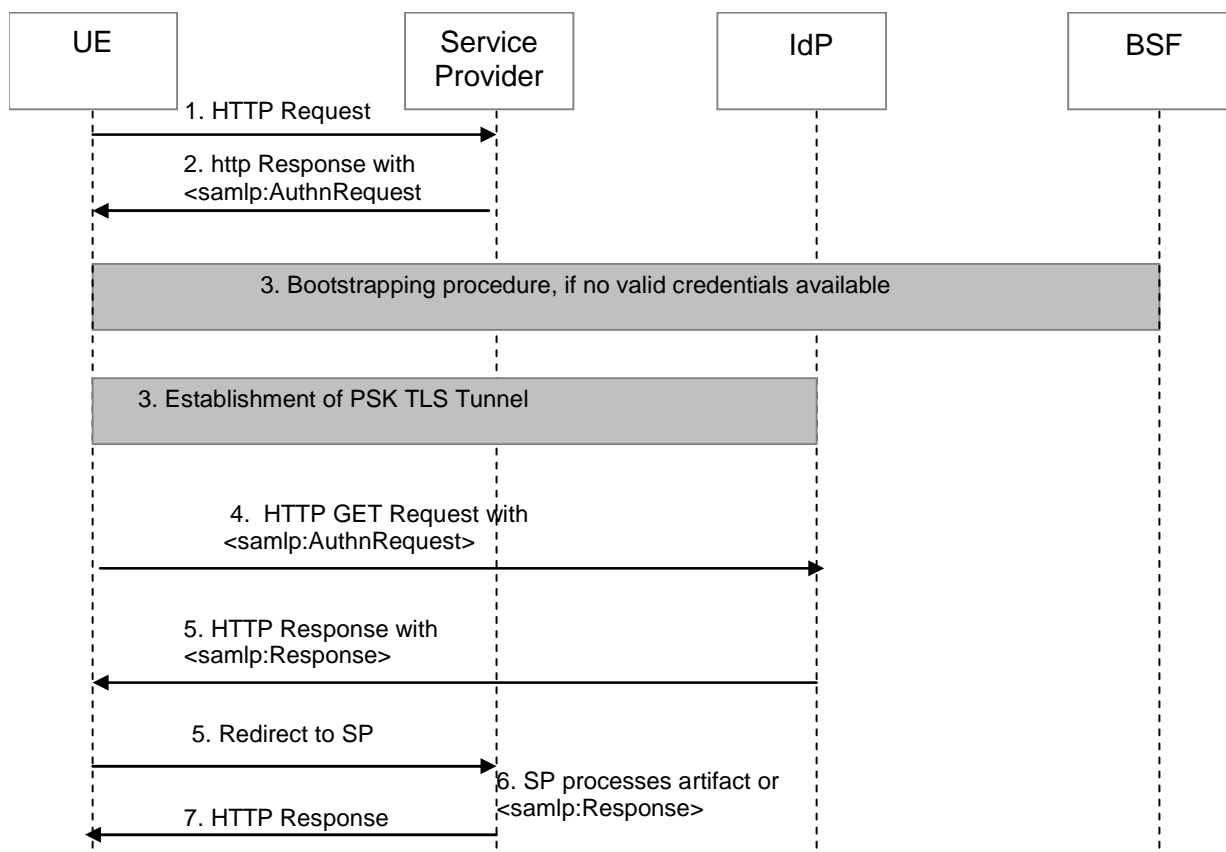 UE
Service
Provider
IdP
BSF
1. HTTP Request
2. http Response with
<samlp:AuthnRequest
3. Bootstrapping procedure, if no valid credentials available
3. Establishment of PSK TLS Tunnel
4. HTTP GET Request with
<samlp:AuthnRequest>
5. HTTP Response with
<samlp:Response>
5. Redirect to SP
6. SP processes artifact or
<samlp:Response>
7. HTTP Response